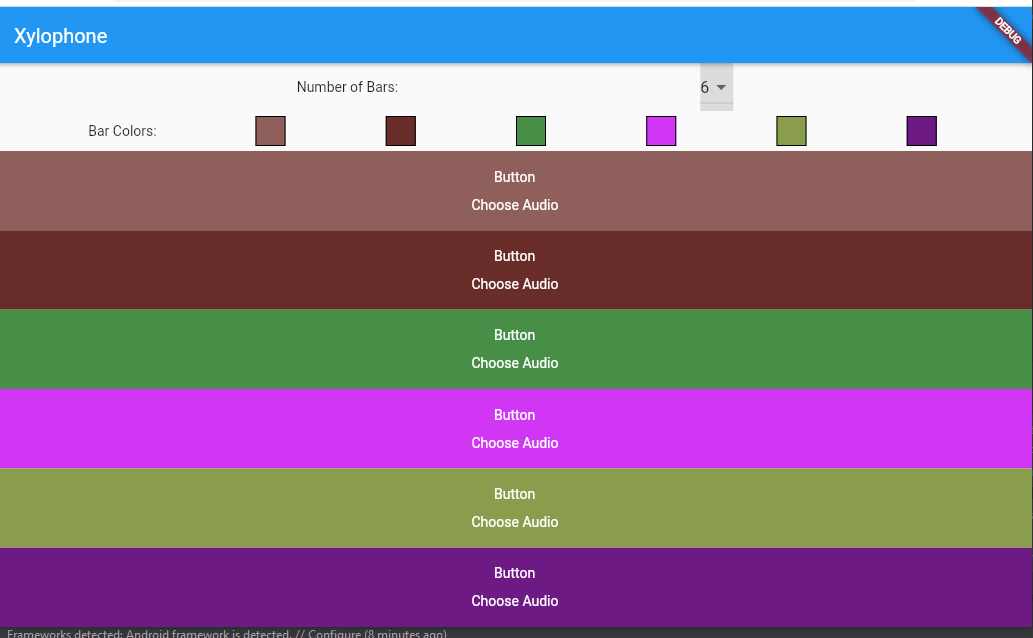 Xylophone
DEBUG
Number of Bars:
6
Bar Colors:
Button
Choose Audio
Button
Choose Audio
Button
Choose Audio
Button
Choose Audio
Button
Choose Audio
Button
Choose Audio
Frameworks detected: Android framework is detected. // Configure (8 minutes ago)